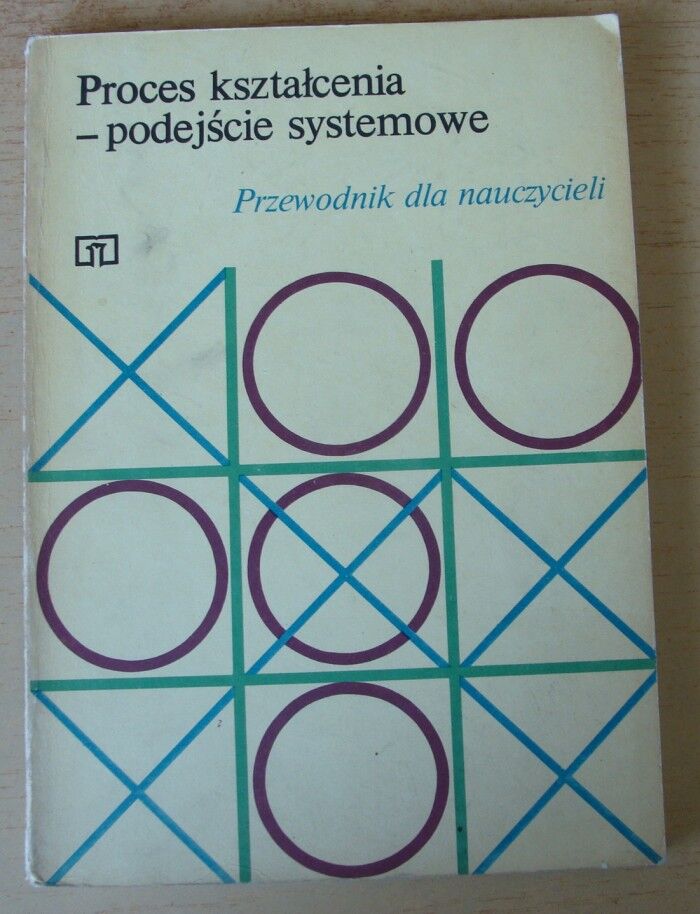 Proces kształcenia
– podejście systemowe
Przewodnik dla nauczycieli